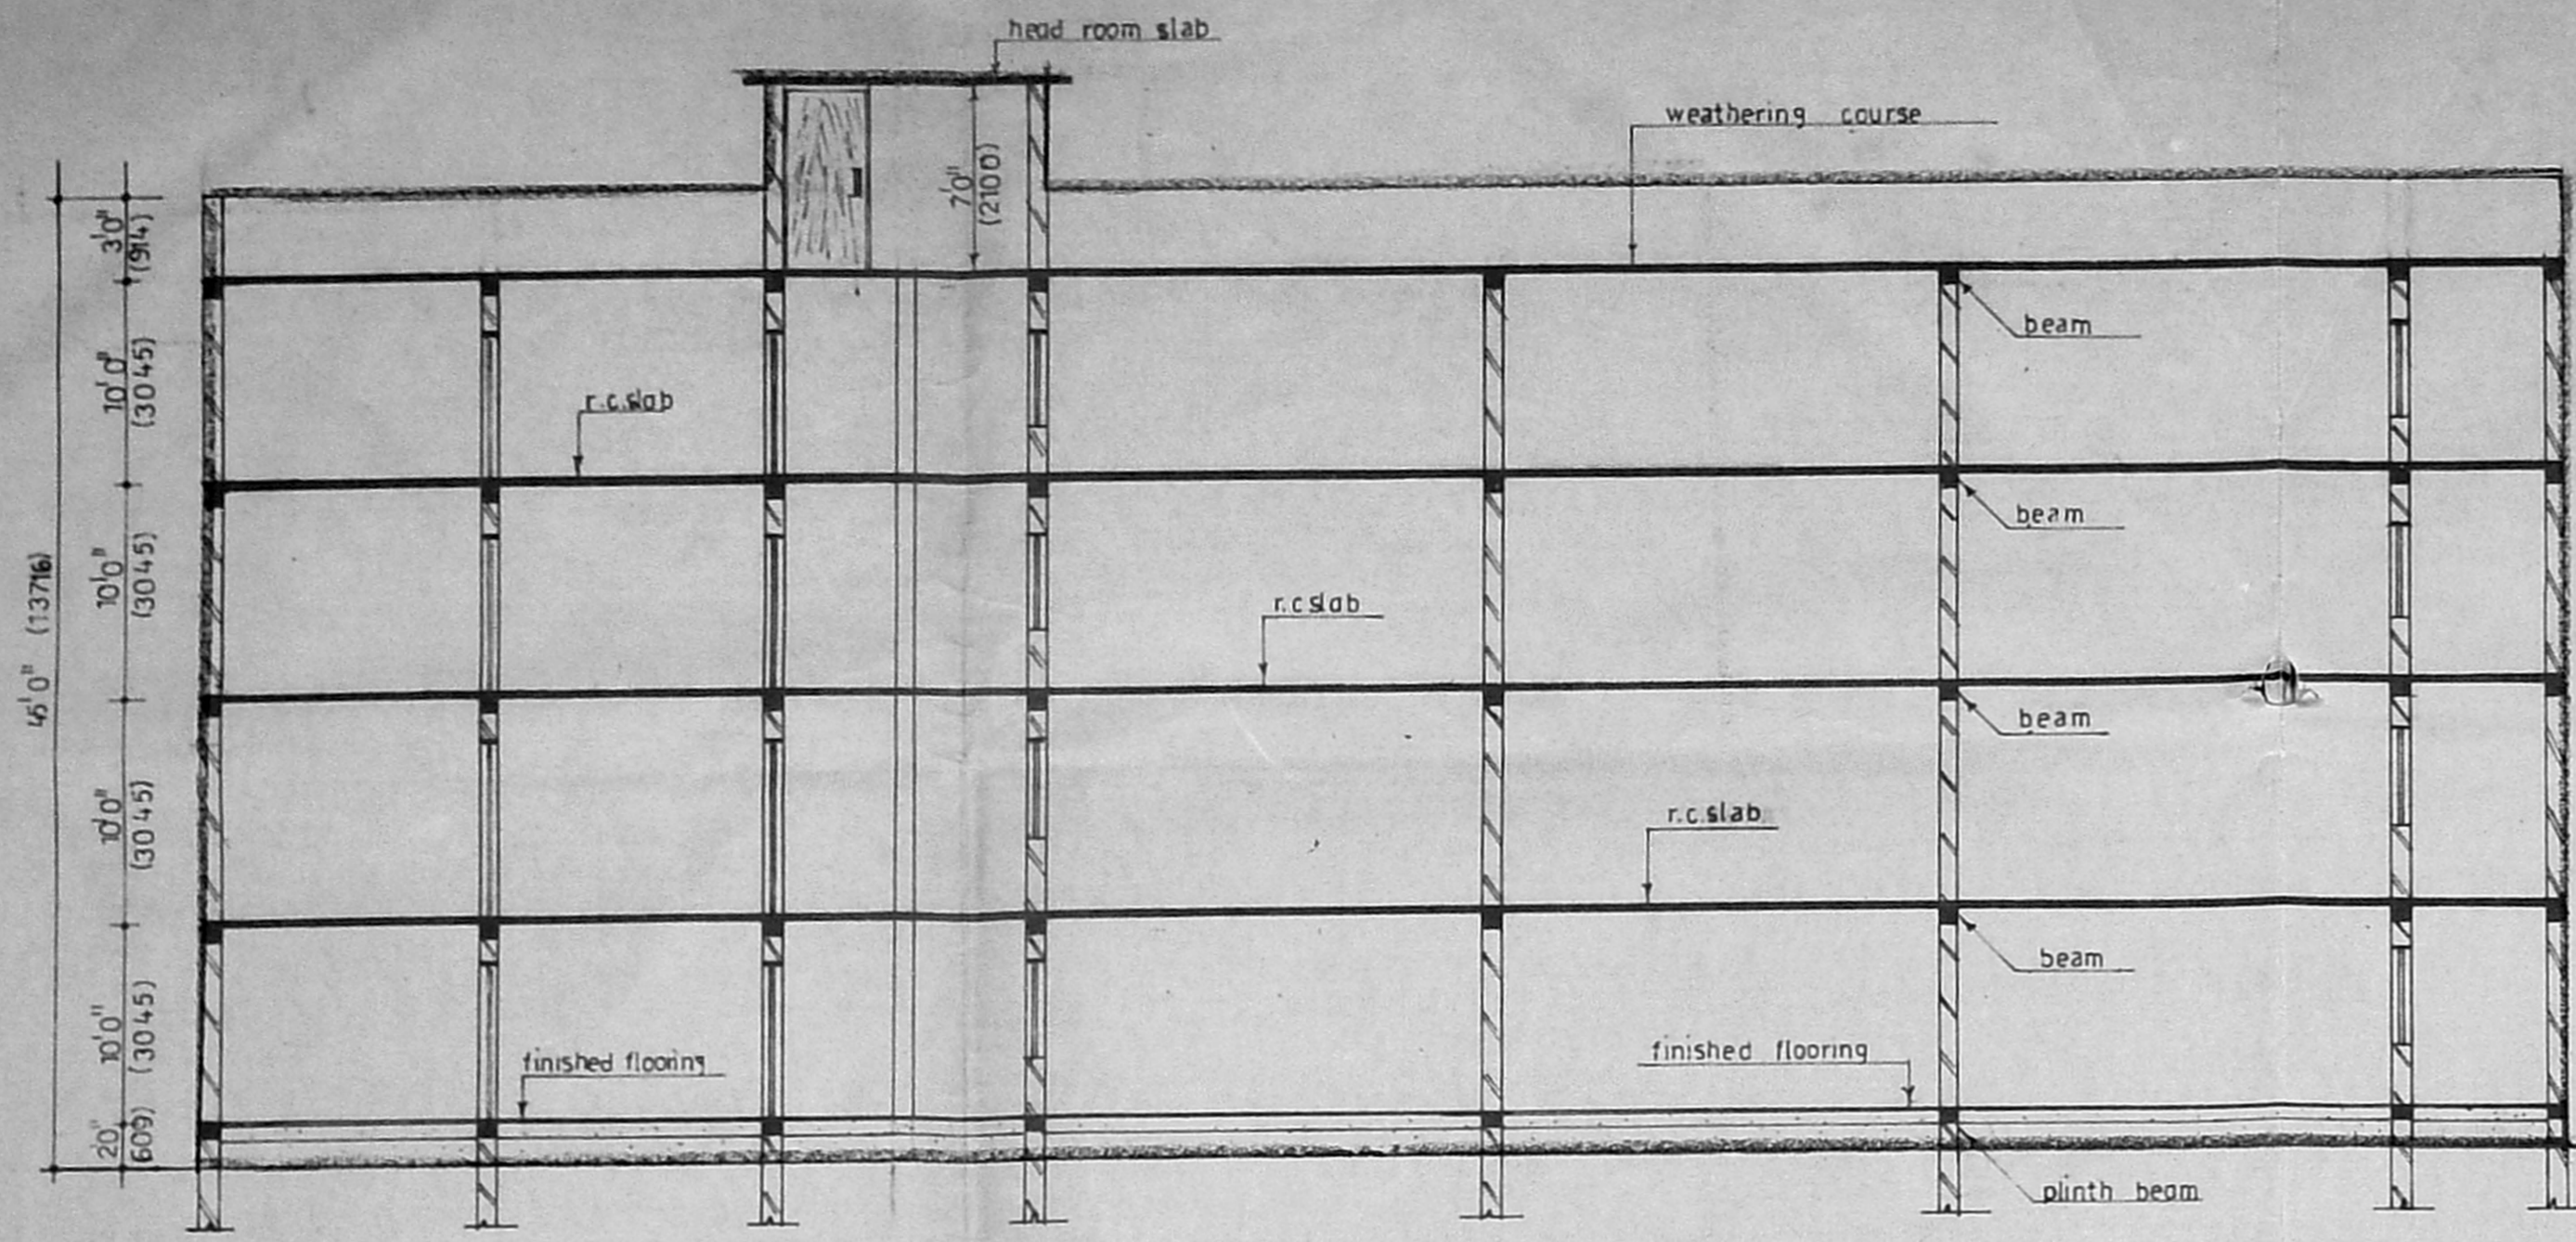 head room slab
weathering course
7'0"
(2100)
3'0"
(914)
10'0"
(3045)
beam
r.c.slab
beam
10'0"
(3045)
45'0" (13716)
r.c slab
beam
10'0"
(3045)
r.c.slab
beam
10'0"
(3045)
finished flooring
finished flooring
20"
609)
plinth beam